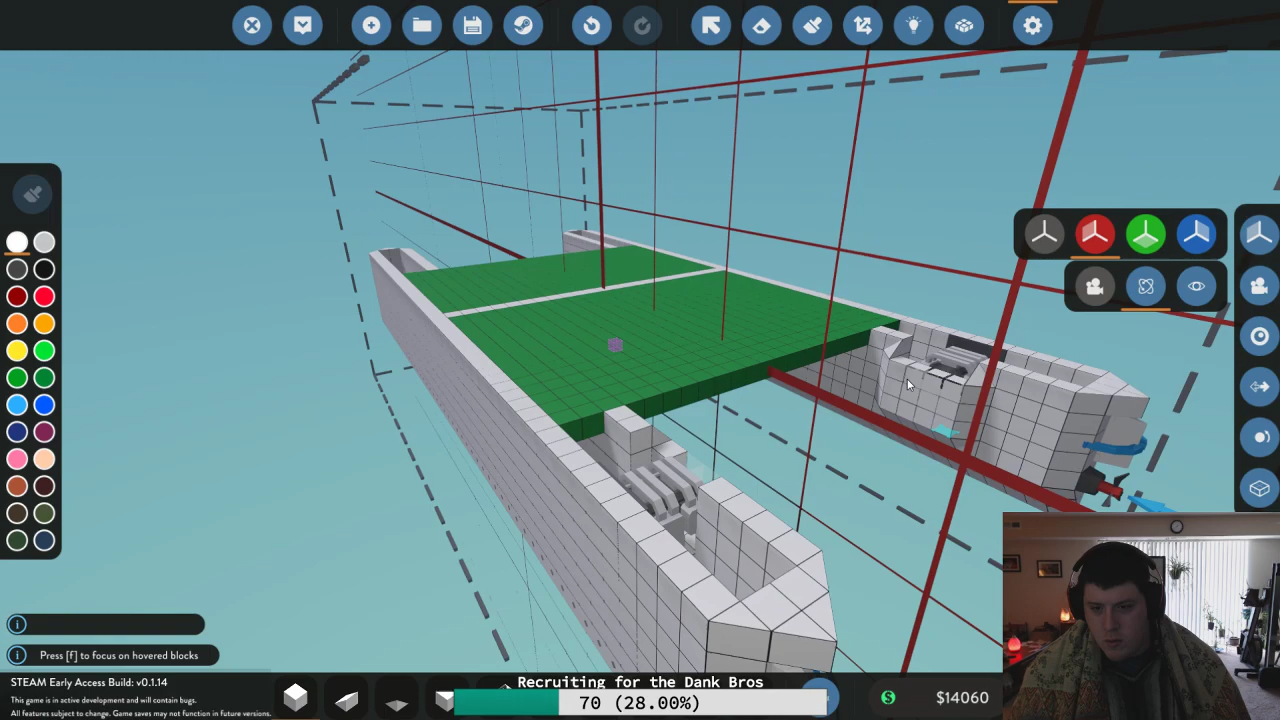 Press [f] to focus on hovered blocks
STEAM Early Access Build: v0.1.14
This game is in active development and will contain bugs.
All features subject to change. Game saves may not function in future versions.
Recruiting for the Dank Bros
70 (28.00%)
$14060